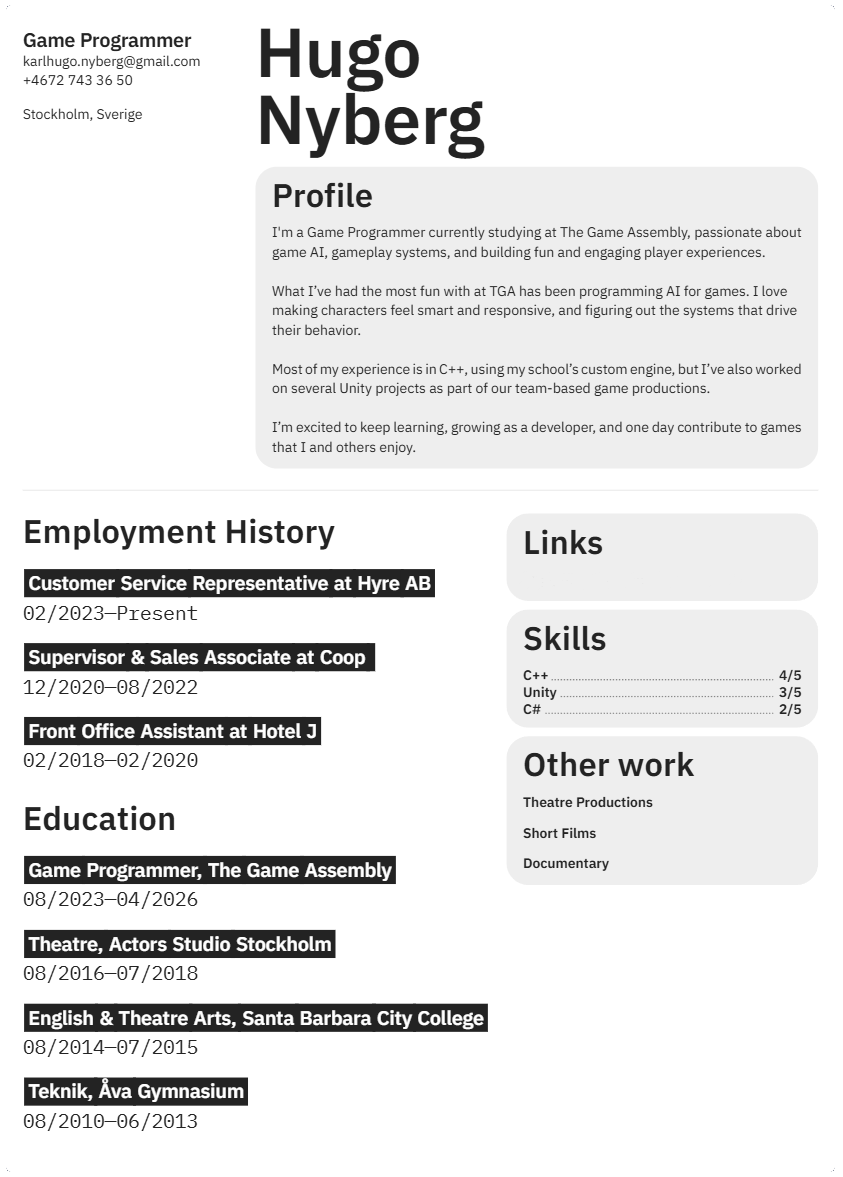 Game Programmer
karlhugo.nyberg@gmail.com
+4672 743 36 50
Stockholm, Sverige
Hugo
Nyberg
Profile
I'm a Game Programmer currently studying at The Game Assembly, passionate about
game AI, gameplay systems, and building fun and engaging player experiences.
What I’ve had the most fun with at TGA has been programming AI for games. I love
making characters feel smart and responsive, and figuring out the systems that drive
their behavior.
Most of my experience is in C++, using my school’s custom engine, but I’ve also worked
on several Unity projects as part of our team-based game productions.
I’m excited to keep learning, growing as a developer, and one day contribute to games
that I and others enjoy.
Employment History
Customer Service Representative at Hyre AB
02/2023—Present
Supervisor & Sales Associate at Coop
12/2020—08/2022
Front Office Assistant at Hotel J
02/2018—02/2020
Education
Game Programmer, The Game Assembly
08/2023—04/2026
Theatre, Actors Studio Stockholm
08/2016—07/2018
English & Theatre Arts, Santa Barbara City College
08/2014—07/2015
Teknik, Åva Gymnasium
08/2010—06/2013
Links
Skills
C++ 4/5
Unity 3/5
C# 2/5
Other work
Theatre Productions
Short Films
Documentary